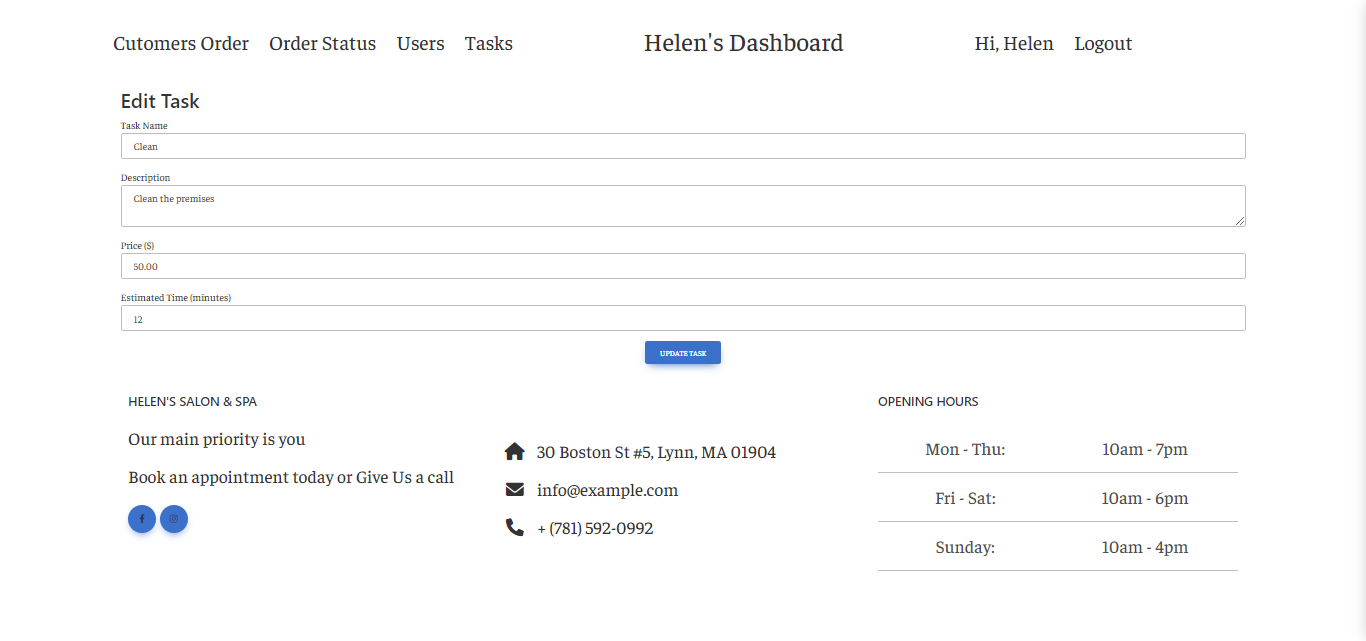 Cutomers Order Order Status Users Tasks Helen's Dashboard Hi, Helen Logout
Edit Task
Task Name
Clean
Description
Clean the premises
Price ($)
50.00
Estimated Time (minutes)
12
UPDATE TASK
HELEN'S SALON & SPA
Our main priority is you
Book an appointment today or Give Us a call
30 Boston St #5, Lynn, MA 01904
info@example.com
+ (781) 592-0992
OPENING HOURS
Mon - Thu: 10am - 7pm
Fri - Sat: 10am - 6pm
Sunday: 10am - 4pm